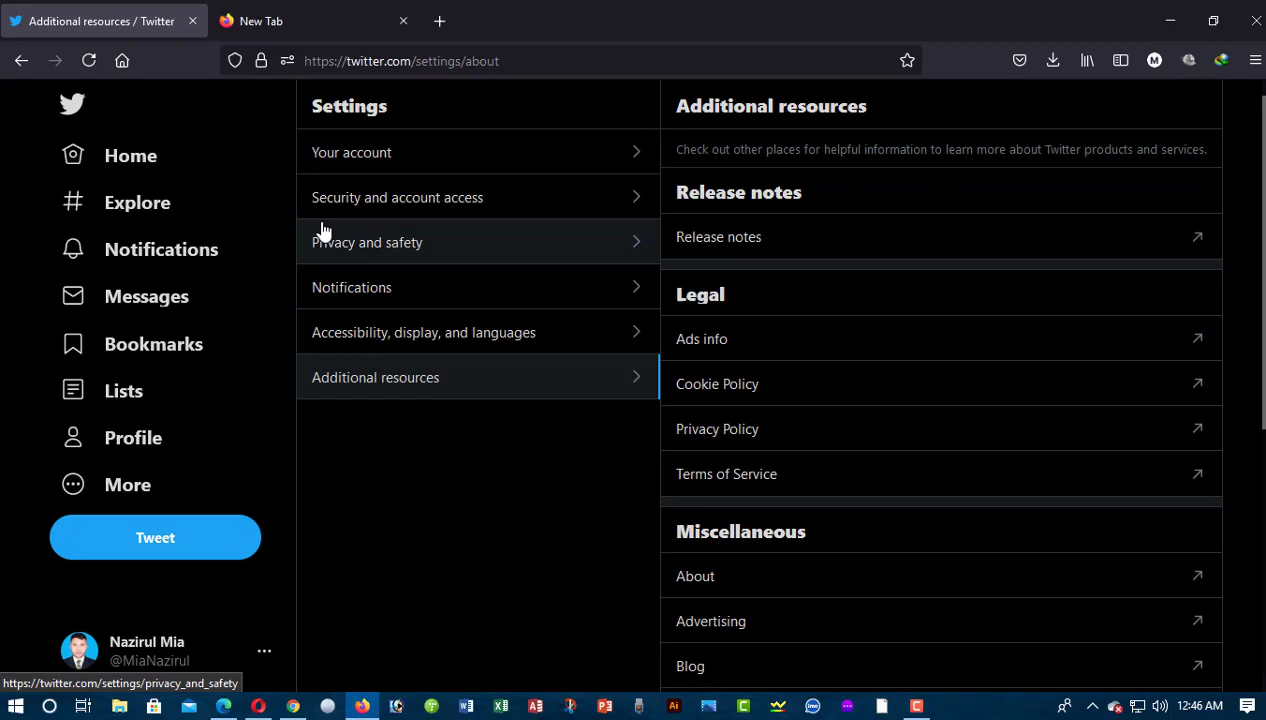 Additional resources / Twitter
New Tab
https://twitter.com/settings/about
Home
Explore
Notifications
Messages
Bookmarks
Lists
Profile
More
Tweet
Nazirul Mia
@MiaNazirul
https://twitter.com/settings/privacy_and_safety
Settings
Your account
Security and account access
Privacy and safety
Notifications
Accessibility, display, and languages
Additional resources
Additional resources
Check out other places for helpful information to learn more about Twitter products and services.
Release notes
Release notes
Legal
Ads info
Cookie Policy
Privacy Policy
Terms of Service
Miscellaneous
About
Advertising
Blog
12:46 AM